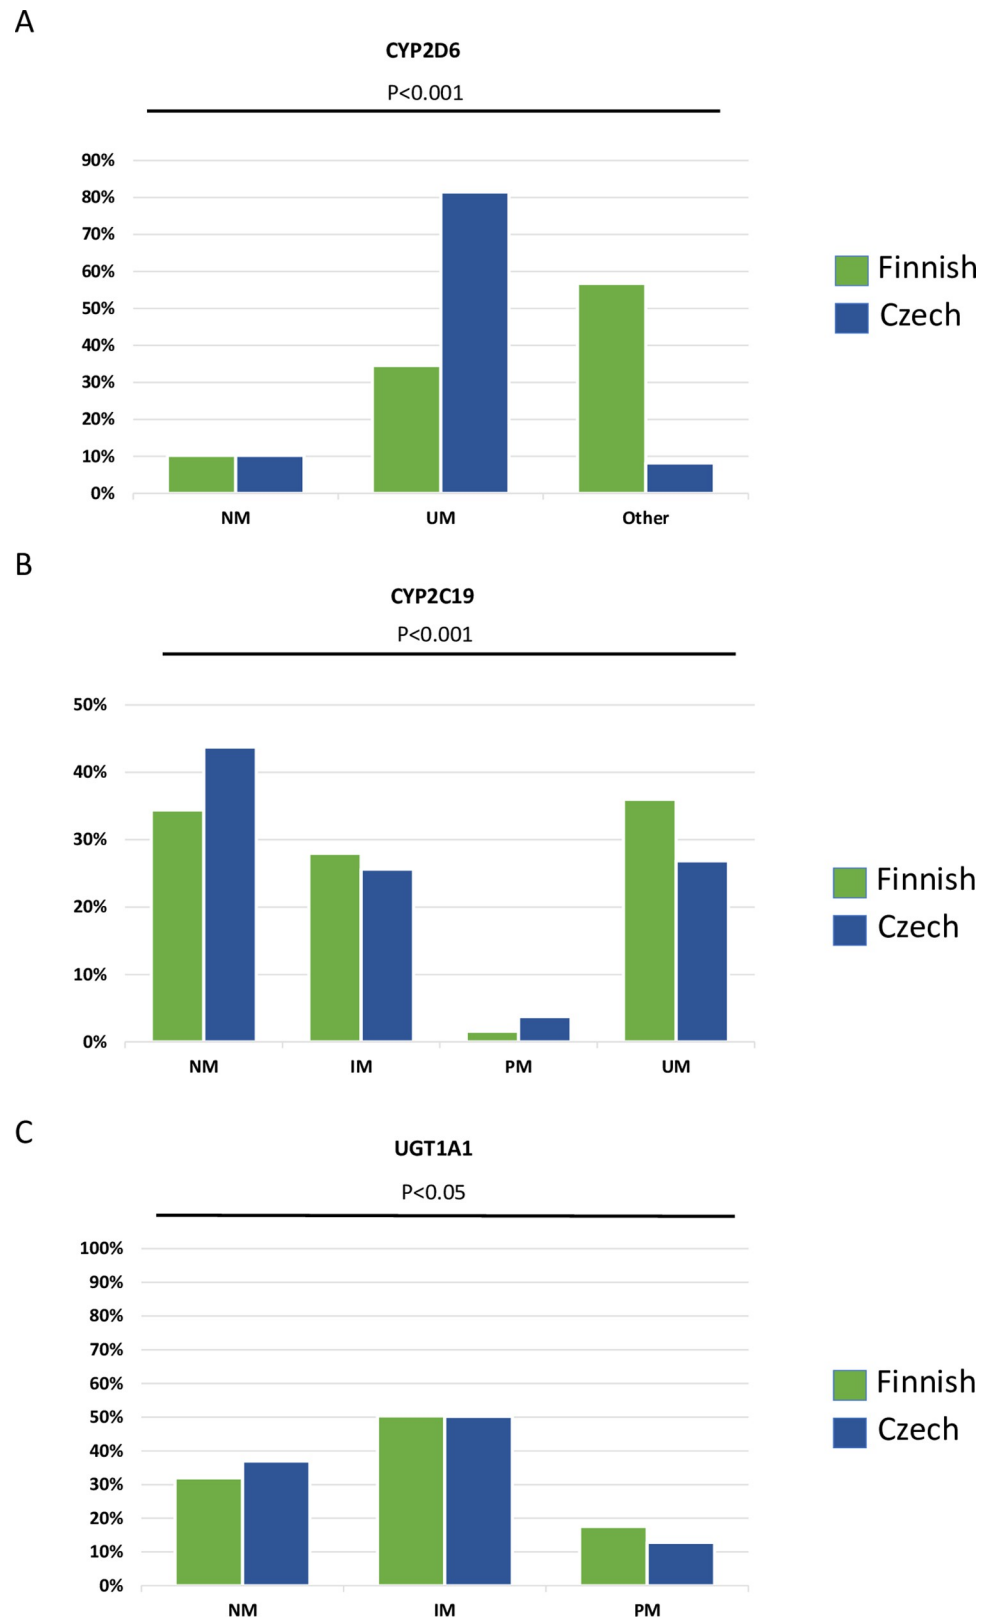 A
CYP2D6
P<0.001
90%
80%
70%
60%
50%
40%
30%
20%
10%
0%
NM UM Other
Finnish
Czech
B
CYP2C19
P<0.001
50%
40%
30%
20%
10%
0%
NM IM PM UM
Finnish
Czech
C
UGT1A1
P<0.05
100%
90%
80%
70%
60%
50%
40%
30%
20%
10%
0%
NM IM PM
Finnish
Czech